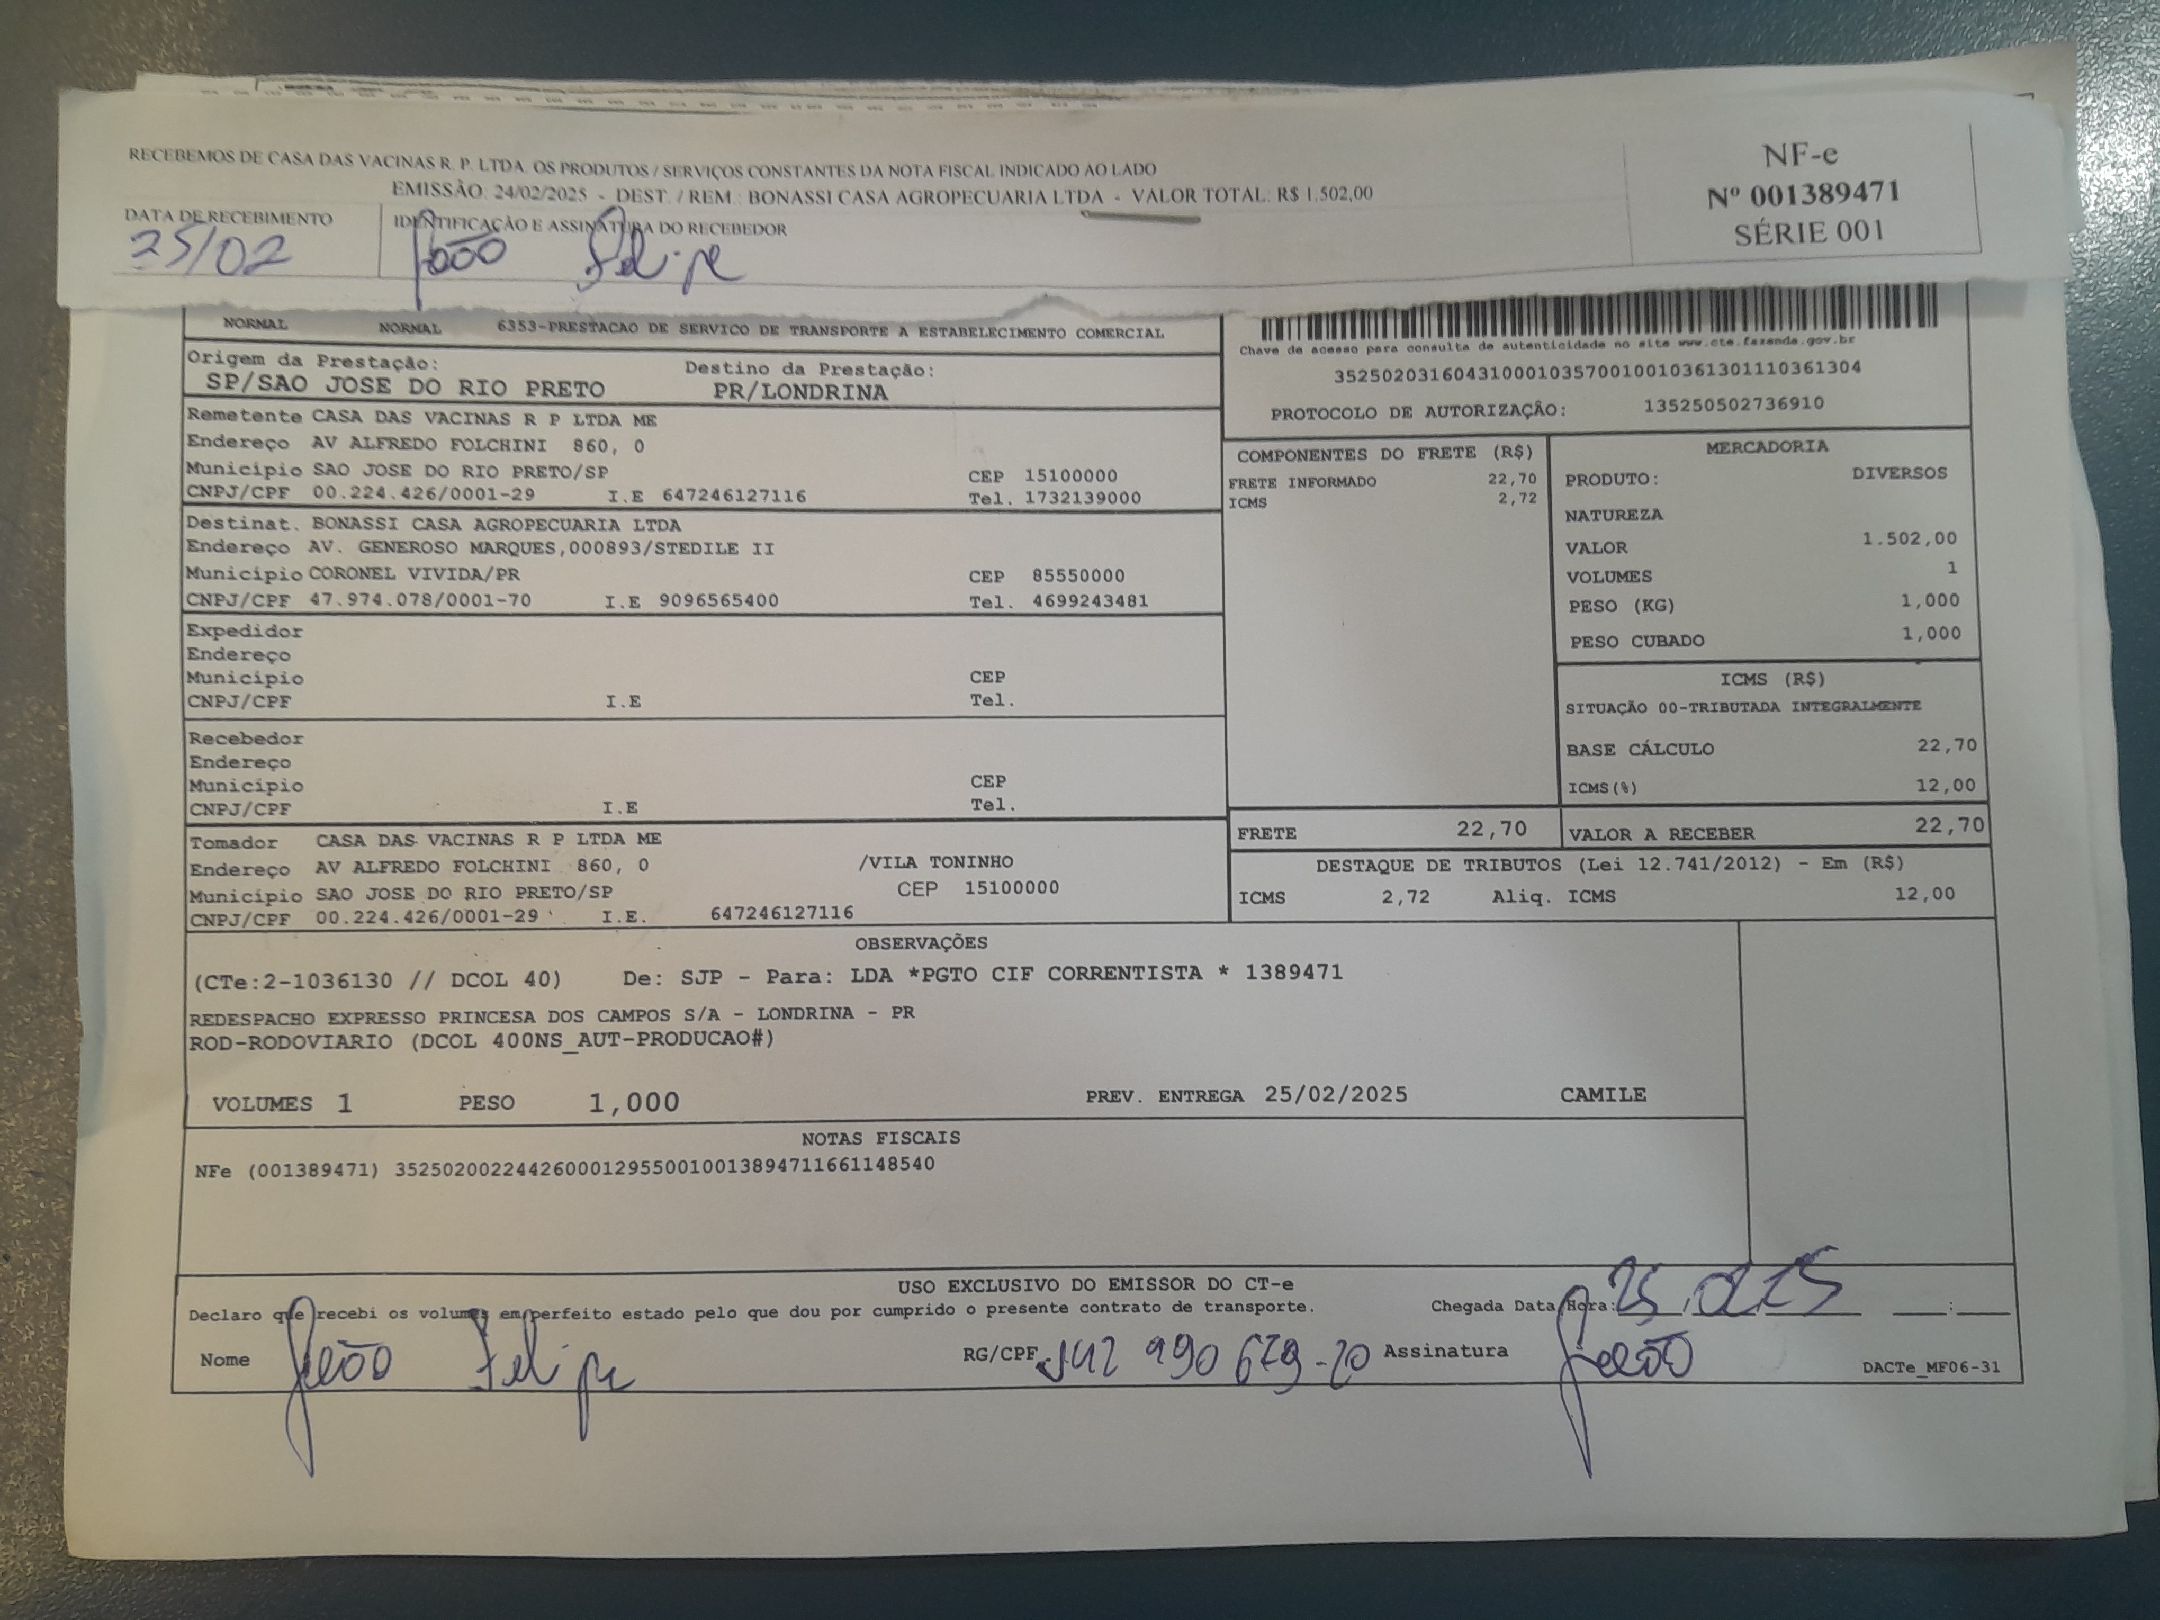 RECEBEMOS DE CASA DAS VACINAS R. P. LTDA. OS PRODUTOS / SERVIÇOS CONSTANTES DA NOTA FISCAL INDICADO AO LADO
EMISSÃO: 24/02/2025 - DEST. / REM.: BONASSI CASA AGROPECUARIA LTDA - VALOR TOTAL: R$ 1.502,00
DATA DE RECEBIMENTO IDENTIFICAÇÃO E ASSINATURA DO RECEBEDOR
25/02 João Felipe
NF-e
Nº 001389471
SÉRIE 001
NORMAL NORMAL 6353-PRESTACAO DE SERVICO DE TRANSPORTE A ESTABELECIMENTO COMERCIAL
Origem da Prestação: Destino da Prestação:
SP/SAO JOSE DO RIO PRETO PR/LONDRINA
Chave de acesso para consulta de autenticidade no site www.cte.fazenda.gov.br
35250203160431000103570010010361301110361304
PROTOCOLO DE AUTORIZAÇÃO: 135250502736910
Remetente CASA DAS VACINAS R P LTDA ME
Endereço AV ALFREDO FOLCHINI 860, 0
Município SAO JOSE DO RIO PRETO/SP CEP 15100000
CNPJ/CPF 00.224.426/0001-29 I.E 647246127116 Tel. 1732139000
Destinat. BONASSI CASA AGROPECUARIA LTDA
Endereço AV. GENEROSO MARQUES,000893/STEDILE II
Município CORONEL VIVIDA/PR CEP 85550000
CNPJ/CPF 47.974.078/0001-70 I.E 9096565400 Tel. 4699243481
Expedidor
Endereço
Município CEP
CNPJ/CPF I.E Tel.
Recebedor
Endereço
Município CEP
CNPJ/CPF I.E Tel.
Tomador CASA DAS VACINAS R P LTDA ME
Endereço AV ALFREDO FOLCHINI 860, 0 /VILA TONINHO
Município SAO JOSE DO RIO PRETO/SP CEP 15100000
CNPJ/CPF 00.224.426/0001-29 I.E. 647246127116
COMPONENTES DO FRETE (R$)
FRETE INFORMADO 22,70
ICMS 2,72
MERCADORIA
PRODUTO: DIVERSOS
NATUREZA
VALOR 1.502,00
VOLUMES 1
PESO (KG) 1,000
PESO CUBADO 1,000
ICMS (R$)
SITUAÇÃO 00-TRIBUTADA INTEGRALMENTE
BASE CÁLCULO 22,70
ICMS(%) 12,00
FRETE 22,70 VALOR A RECEBER 22,70
DESTAQUE DE TRIBUTOS (Lei 12.741/2012) - Em (R$)
ICMS 2,72 Aliq. ICMS 12,00
OBSERVAÇÕES
(CTe:2-1036130 // DCOL 40) De: SJP - Para: LDA *PGTO CIF CORRENTISTA * 1389471
REDESPACHO EXPRESSO PRINCESA DOS CAMPOS S/A - LONDRINA - PR
ROD-RODOVIARIO (DCOL 400NS_AUT-PRODUCAO#)
VOLUMES 1 PESO 1,000 PREV. ENTREGA 25/02/2025 CAMILE
NOTAS FISCAIS
NFe (001389471) 35250200224426000129550010013894711661148540
USO EXCLUSIVO DO EMISSOR DO CT-e
Declaro que recebi os volumes em perfeito estado pelo que dou por cumprido o presente contrato de transporte. Chegada Data/Hora: 25
Nome João Felipe RG/CPF Assinatura João
DACTe_MF06-31